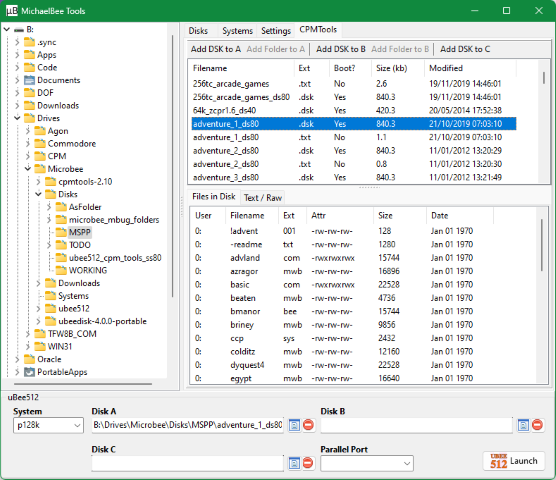 MichaelBee Tools
B:
.sync
Apps
Code
Documents
DOF
Downloads
Drives
Agon
Commodore
CPM
Microbee
cpmtools-2.10
Disks
AsFolder
microbee_mbug_folders
MSPP
TODO
ubee512_cpm_tools_ss80
WORKING
Downloads
Systems
ubee512
ubeedisk-4.0.0-portable
TFW8B_COM
WIN31
Oracle
PortableApps
Disks Systems Settings CPMTools
Add DSK to A Add Folder to A Add DSK to B Add Folder to B Add DSK to C
Filename Ext Boot? Size (kb) Modified
256tc_arcade_games .txt No 2.6 19/11/2019 14:46:01
256tc_arcade_games_ds80 .dsk Yes 840.3 19/11/2019 14:46:01
64k_zcpr1.6_ds40 .dsk Yes 420.3 20/05/2014 17:52:38
adventure_1_ds80 .dsk Yes 840.3 21/10/2019 07:03:10
adventure_1_ds80 .txt No 1.1 21/10/2019 07:03:10
adventure_2_ds80 .dsk Yes 840.3 11/01/2012 13:20:29
adventure_2_ds80 .txt No 0.8 11/01/2012 13:20:30
adventure_3_ds80 .dsk Yes 840.3 11/01/2012 13:21:49
Files in Disk Text / Raw
User Filename Ext Attr Size Date
0: !advent 001 -rw-rw-rw- 128 Jan 01 1970
0: -readme txt -rw-rw-rw- 1280 Jan 01 1970
0: advland com -rwxrwxrwx 15744 Jan 01 1970
0: azragor mwb -rw-rw-rw- 16896 Jan 01 1970
0: basic com -rwxrwxrwx 22528 Jan 01 1970
0: beaten mwb -rw-rw-rw- 4736 Jan 01 1970
0: bmanor bee -rw-rw-rw- 15744 Jan 01 1970
0: briney mwb -rw-rw-rw- 9856 Jan 01 1970
0: ccp sys -rw-rw-rw- 2432 Jan 01 1970
0: colditz mwb -rw-rw-rw- 12160 Jan 01 1970
0: dyquest4 mwb -rw-rw-rw- 22528 Jan 01 1970
0: egypt mwb -rw-rw-rw- 16640 Jan 01 1970
uBee512
System Disk A Disk B
p128k B:\Drives\Microbee\Disks\MSPP\adventure_1_ds80
Disk C Parallel Port
512 Launch